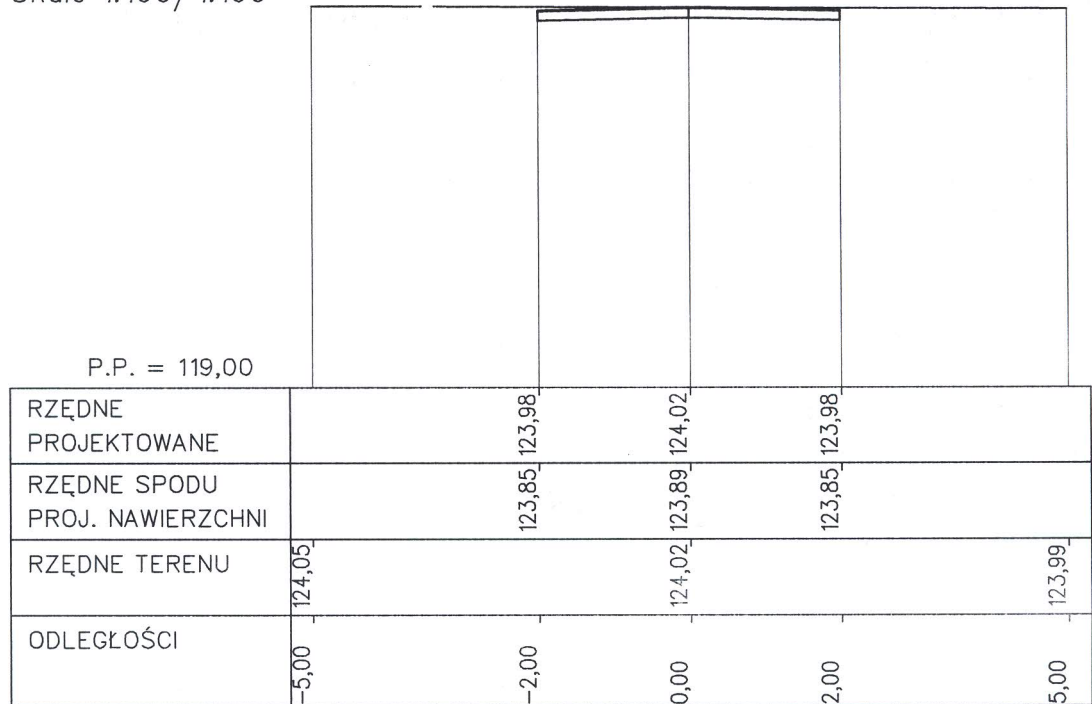 P.P. = 119,00
RZĘDNE
PROJEKTOWANE
123,98
124,02
123,98
RZĘDNE SPODU
PROJ. NAWIERZCHNI
123,85
123,89
123,85
RZĘDNE TERENU
124,05
124,02
123,99
ODLEGŁOŚCI
-5,00
-2,00
0,00
2,00
5,00